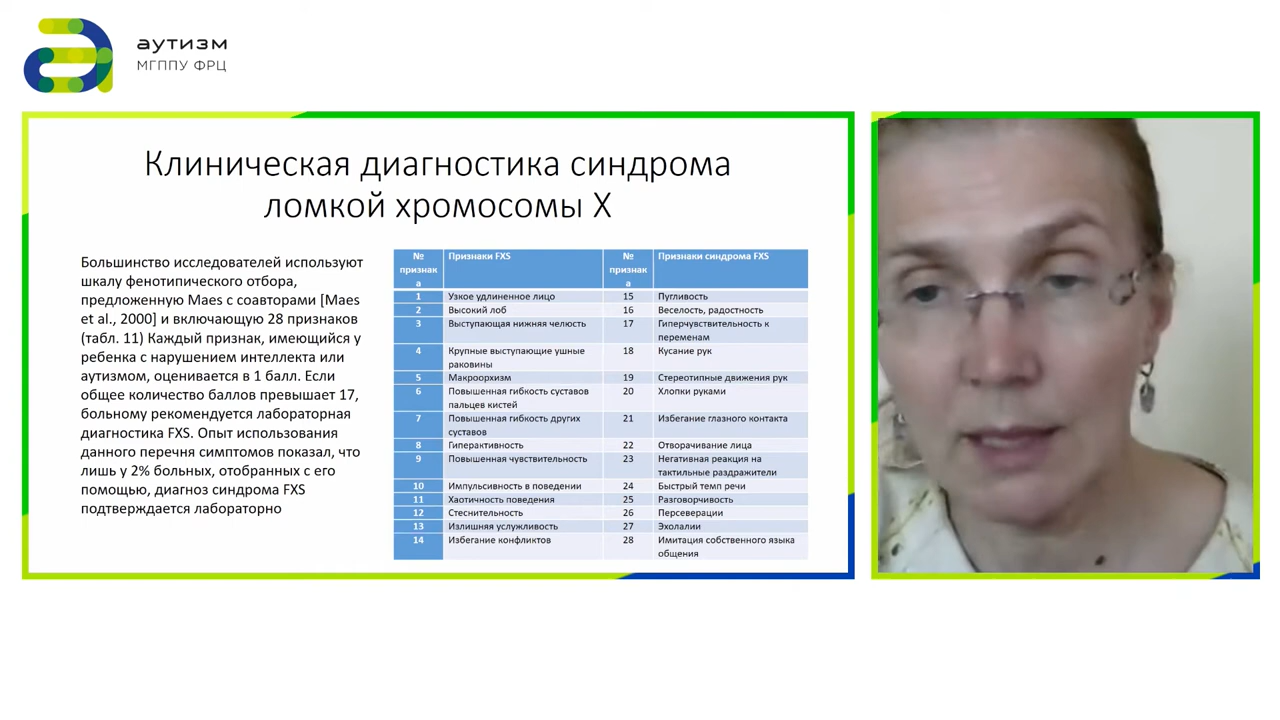 аутизм
МГППУ ФРЦ
Клиническая диагностика синдрома
ломкой хромосомы X
Большинство исследователей используют
шкалу фенотипического отбора,
предложенную Maes с соавторами [Maes
et al., 2000] и включающую 28 признаков
(табл. 11) Каждый признак, имеющийся у
ребенка с нарушением интеллекта или
аутизмом, оценивается в 1 балл. Если
общее количество баллов превышает 17,
больному рекомендуется лабораторная
диагностика FXS. Опыт использования
данного перечня симптомов показал, что
лишь у 2% больных, отобранных с его
помощью, диагноз синдрома FXS
подтверждается лабораторно
№ Признаки FXS № Признаки синдрома FXS
признак признак
а а
1 Узкое удлиненное лицо 15 Пугливость
2 Высокий лоб 16 Веселость, радостность
3 Выступающая нижняя челюсть 17 Гиперчувствительность к
переменам
4 Крупные выступающие ушные 18 Кусание рук
раковины
5 Макроорхизм 19 Стереотипные движения рук
6 Повышенная гибкость суставов 20 Хлопки руками
пальцев кистей
7 Повышенная гибкость других 21 Избегание глазного контакта
суставов
8 Гиперактивность 22 Отворачивание лица
9 Повышенная чувствительность 23 Негативная реакция на
тактильные раздражители
10 Импульсивность в поведении 24 Быстрый темп речи
11 Хаотичность поведения 25 Разговорчивость
12 Стеснительность 26 Персеверации
13 Излишняя услужливость 27 Эхолалии
14 Избегание конфликтов 28 Имитация собственного языка
общения